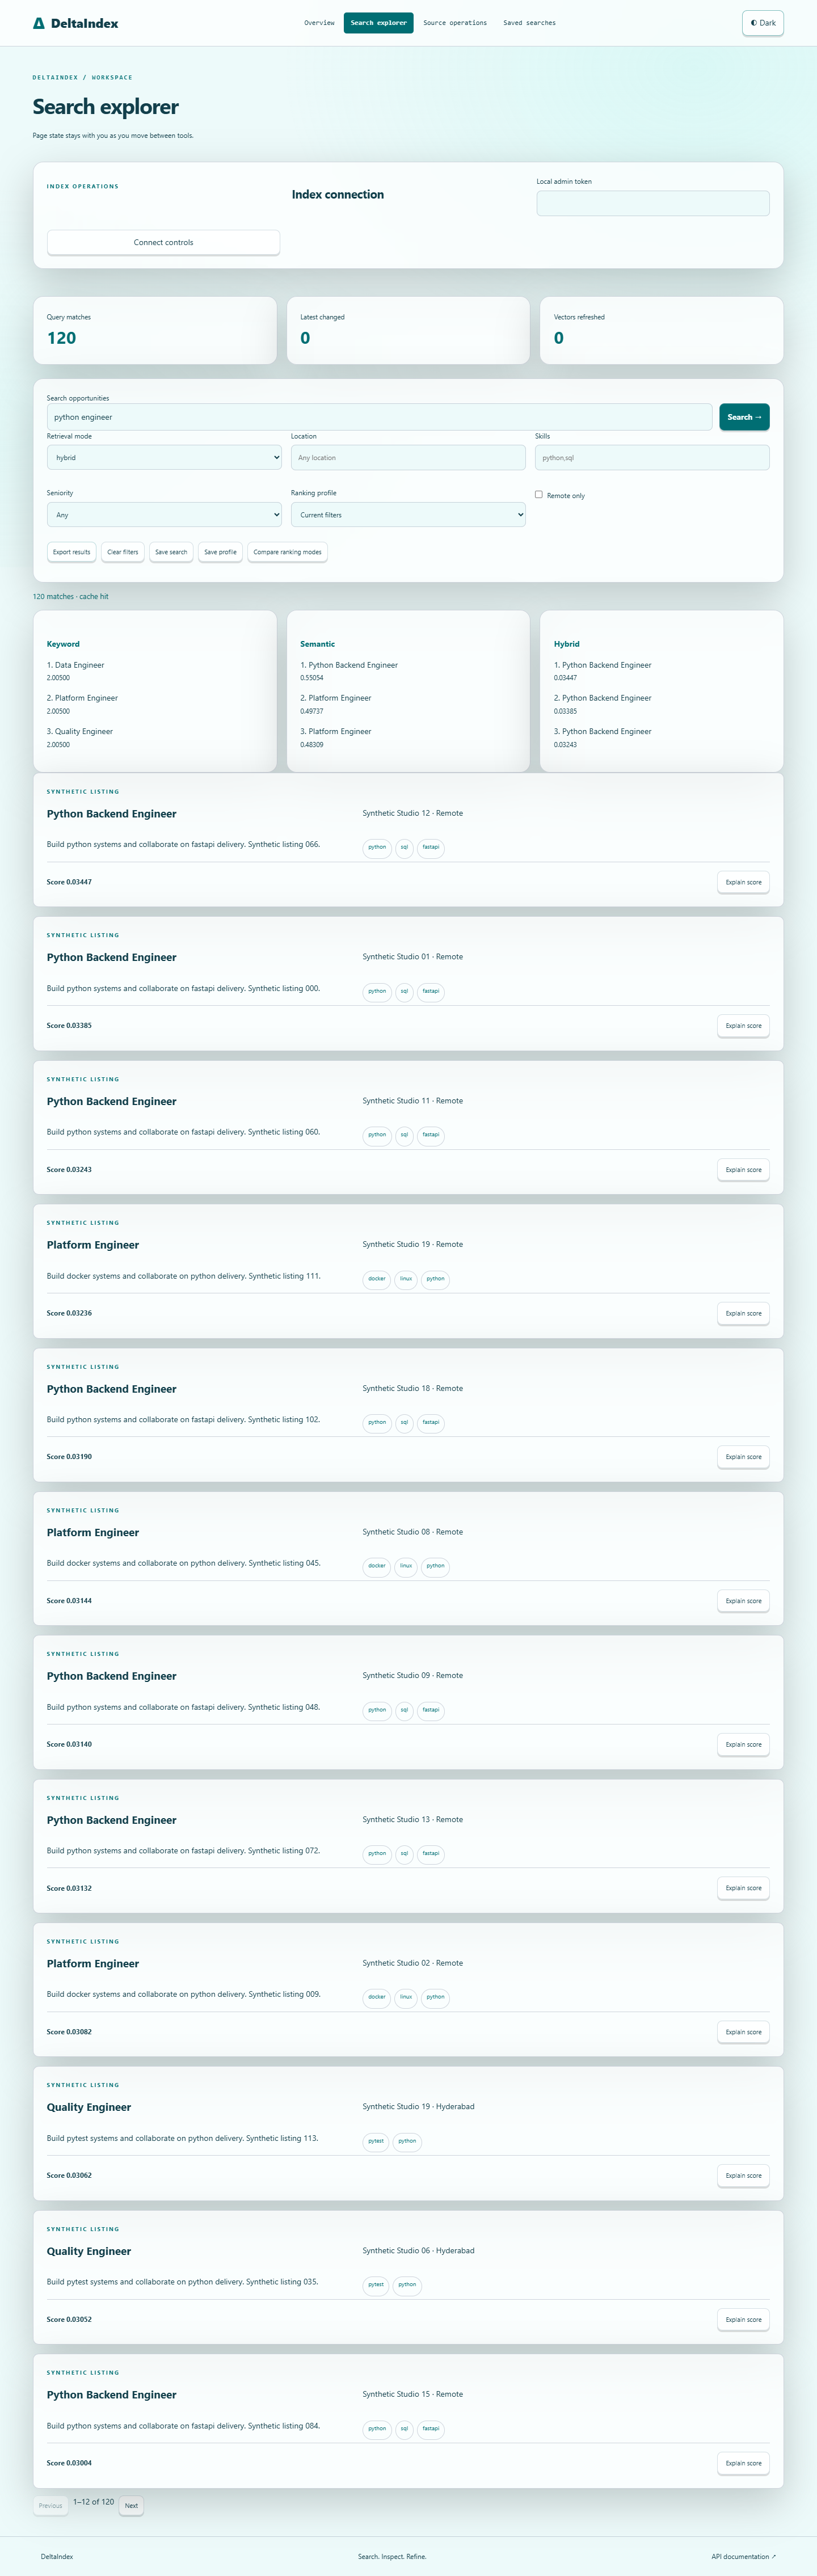 DeltaIndex
Overview
Search explorer
Source operations
Saved searches
◐ Dark
DELTAINDEX / WORKSPACE
Search explorer
Page state stays with you as you move between tools.
INDEX OPERATIONS
Index connection
Local admin token
Connect controls
Query matches
120
Latest changed
0
Vectors refreshed
0
Search opportunities
python engineer
Search →
Retrieval mode
hybrid
Location
Any location
Skills
python,sql
Seniority
Any
Ranking profile
Current filters
Remote only
Export results
Clear filters
Save search
Save profile
Compare ranking modes
120 matches · cache hit
Keyword
1. Data Engineer
2.00500
2. Platform Engineer
2.00500
3. Quality Engineer
2.00500
Semantic
1. Python Backend Engineer
0.55054
2. Platform Engineer
0.49737
3. Platform Engineer
0.48309
Hybrid
1. Python Backend Engineer
0.03447
2. Python Backend Engineer
0.03385
3. Python Backend Engineer
0.03243
SYNTHETIC LISTING
Python Backend Engineer
Synthetic Studio 12 · Remote
Build python systems and collaborate on fastapi delivery. Synthetic listing 066.
python sql fastapi
Score 0.03447
Explain score
SYNTHETIC LISTING
Python Backend Engineer
Synthetic Studio 01 · Remote
Build python systems and collaborate on fastapi delivery. Synthetic listing 000.
python sql fastapi
Score 0.03385
Explain score
SYNTHETIC LISTING
Python Backend Engineer
Synthetic Studio 11 · Remote
Build python systems and collaborate on fastapi delivery. Synthetic listing 060.
python sql fastapi
Score 0.03243
Explain score
SYNTHETIC LISTING
Platform Engineer
Synthetic Studio 19 · Remote
Build docker systems and collaborate on python delivery. Synthetic listing 111.
docker linux python
Score 0.03236
Explain score
SYNTHETIC LISTING
Python Backend Engineer
Synthetic Studio 18 · Remote
Build python systems and collaborate on fastapi delivery. Synthetic listing 102.
python sql fastapi
Score 0.03190
Explain score
SYNTHETIC LISTING
Platform Engineer
Synthetic Studio 08 · Remote
Build docker systems and collaborate on python delivery. Synthetic listing 045.
docker linux python
Score 0.03144
Explain score
SYNTHETIC LISTING
Python Backend Engineer
Synthetic Studio 09 · Remote
Build python systems and collaborate on fastapi delivery. Synthetic listing 048.
python sql fastapi
Score 0.03140
Explain score
SYNTHETIC LISTING
Python Backend Engineer
Synthetic Studio 13 · Remote
Build python systems and collaborate on fastapi delivery. Synthetic listing 072.
python sql fastapi
Score 0.03132
Explain score
SYNTHETIC LISTING
Platform Engineer
Synthetic Studio 02 · Remote
Build docker systems and collaborate on python delivery. Synthetic listing 009.
docker linux python
Score 0.03082
Explain score
SYNTHETIC LISTING
Quality Engineer
Synthetic Studio 19 · Hyderabad
Build pytest systems and collaborate on python delivery. Synthetic listing 113.
pytest python
Score 0.03062
Explain score
SYNTHETIC LISTING
Quality Engineer
Synthetic Studio 06 · Hyderabad
Build pytest systems and collaborate on python delivery. Synthetic listing 035.
pytest python
Score 0.03052
Explain score
SYNTHETIC LISTING
Python Backend Engineer
Synthetic Studio 15 · Remote
Build python systems and collaborate on fastapi delivery. Synthetic listing 084.
python sql fastapi
Score 0.03004
Explain score
Previous
1–12 of 120
Next
DeltaIndex
Search. Inspect. Refine.
API documentation ↗